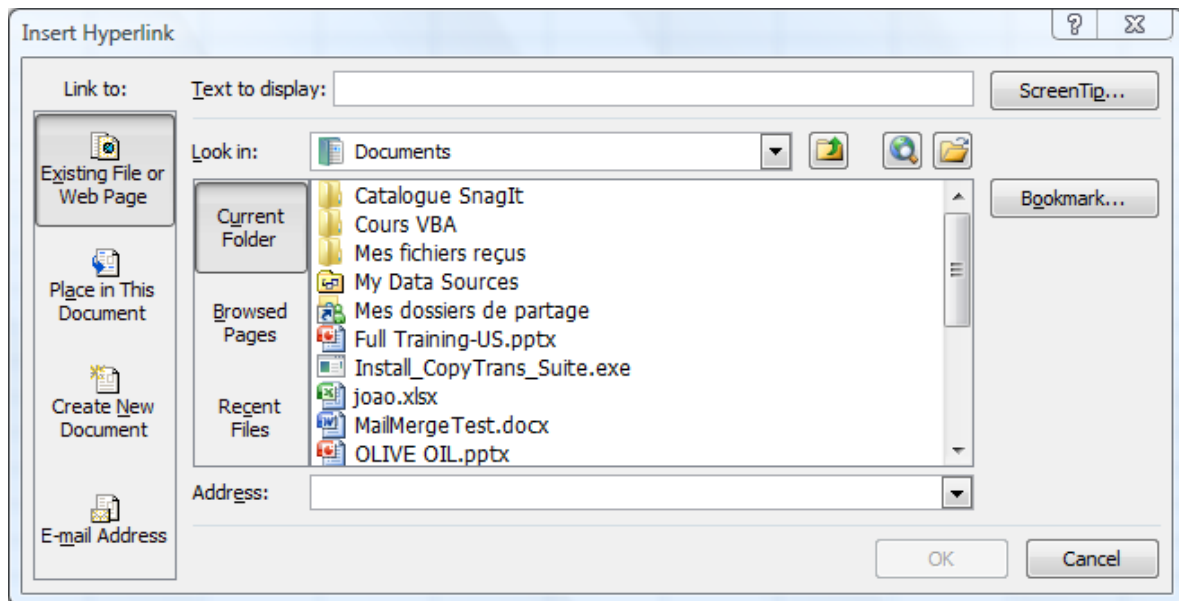 Insert Hyperlink
Link to:
Text to display:
ScreenTip...
Existing File or
Web Page
Look in:
Documents
Current
Folder
Catalogue SnagIt
Cours VBA
Mes fichiers reçus
My Data Sources
Mes dossiers de partage
Full Training-US.pptx
Install_CopyTrans_Suite.exe
joao.xlsx
MailMergeTest.docx
OLIVE OIL.pptx
Bookmark...
Place in This
Document
Browsed
Pages
Create New
Document
Recent
Files
E-mail Address
Address:
OK
Cancel